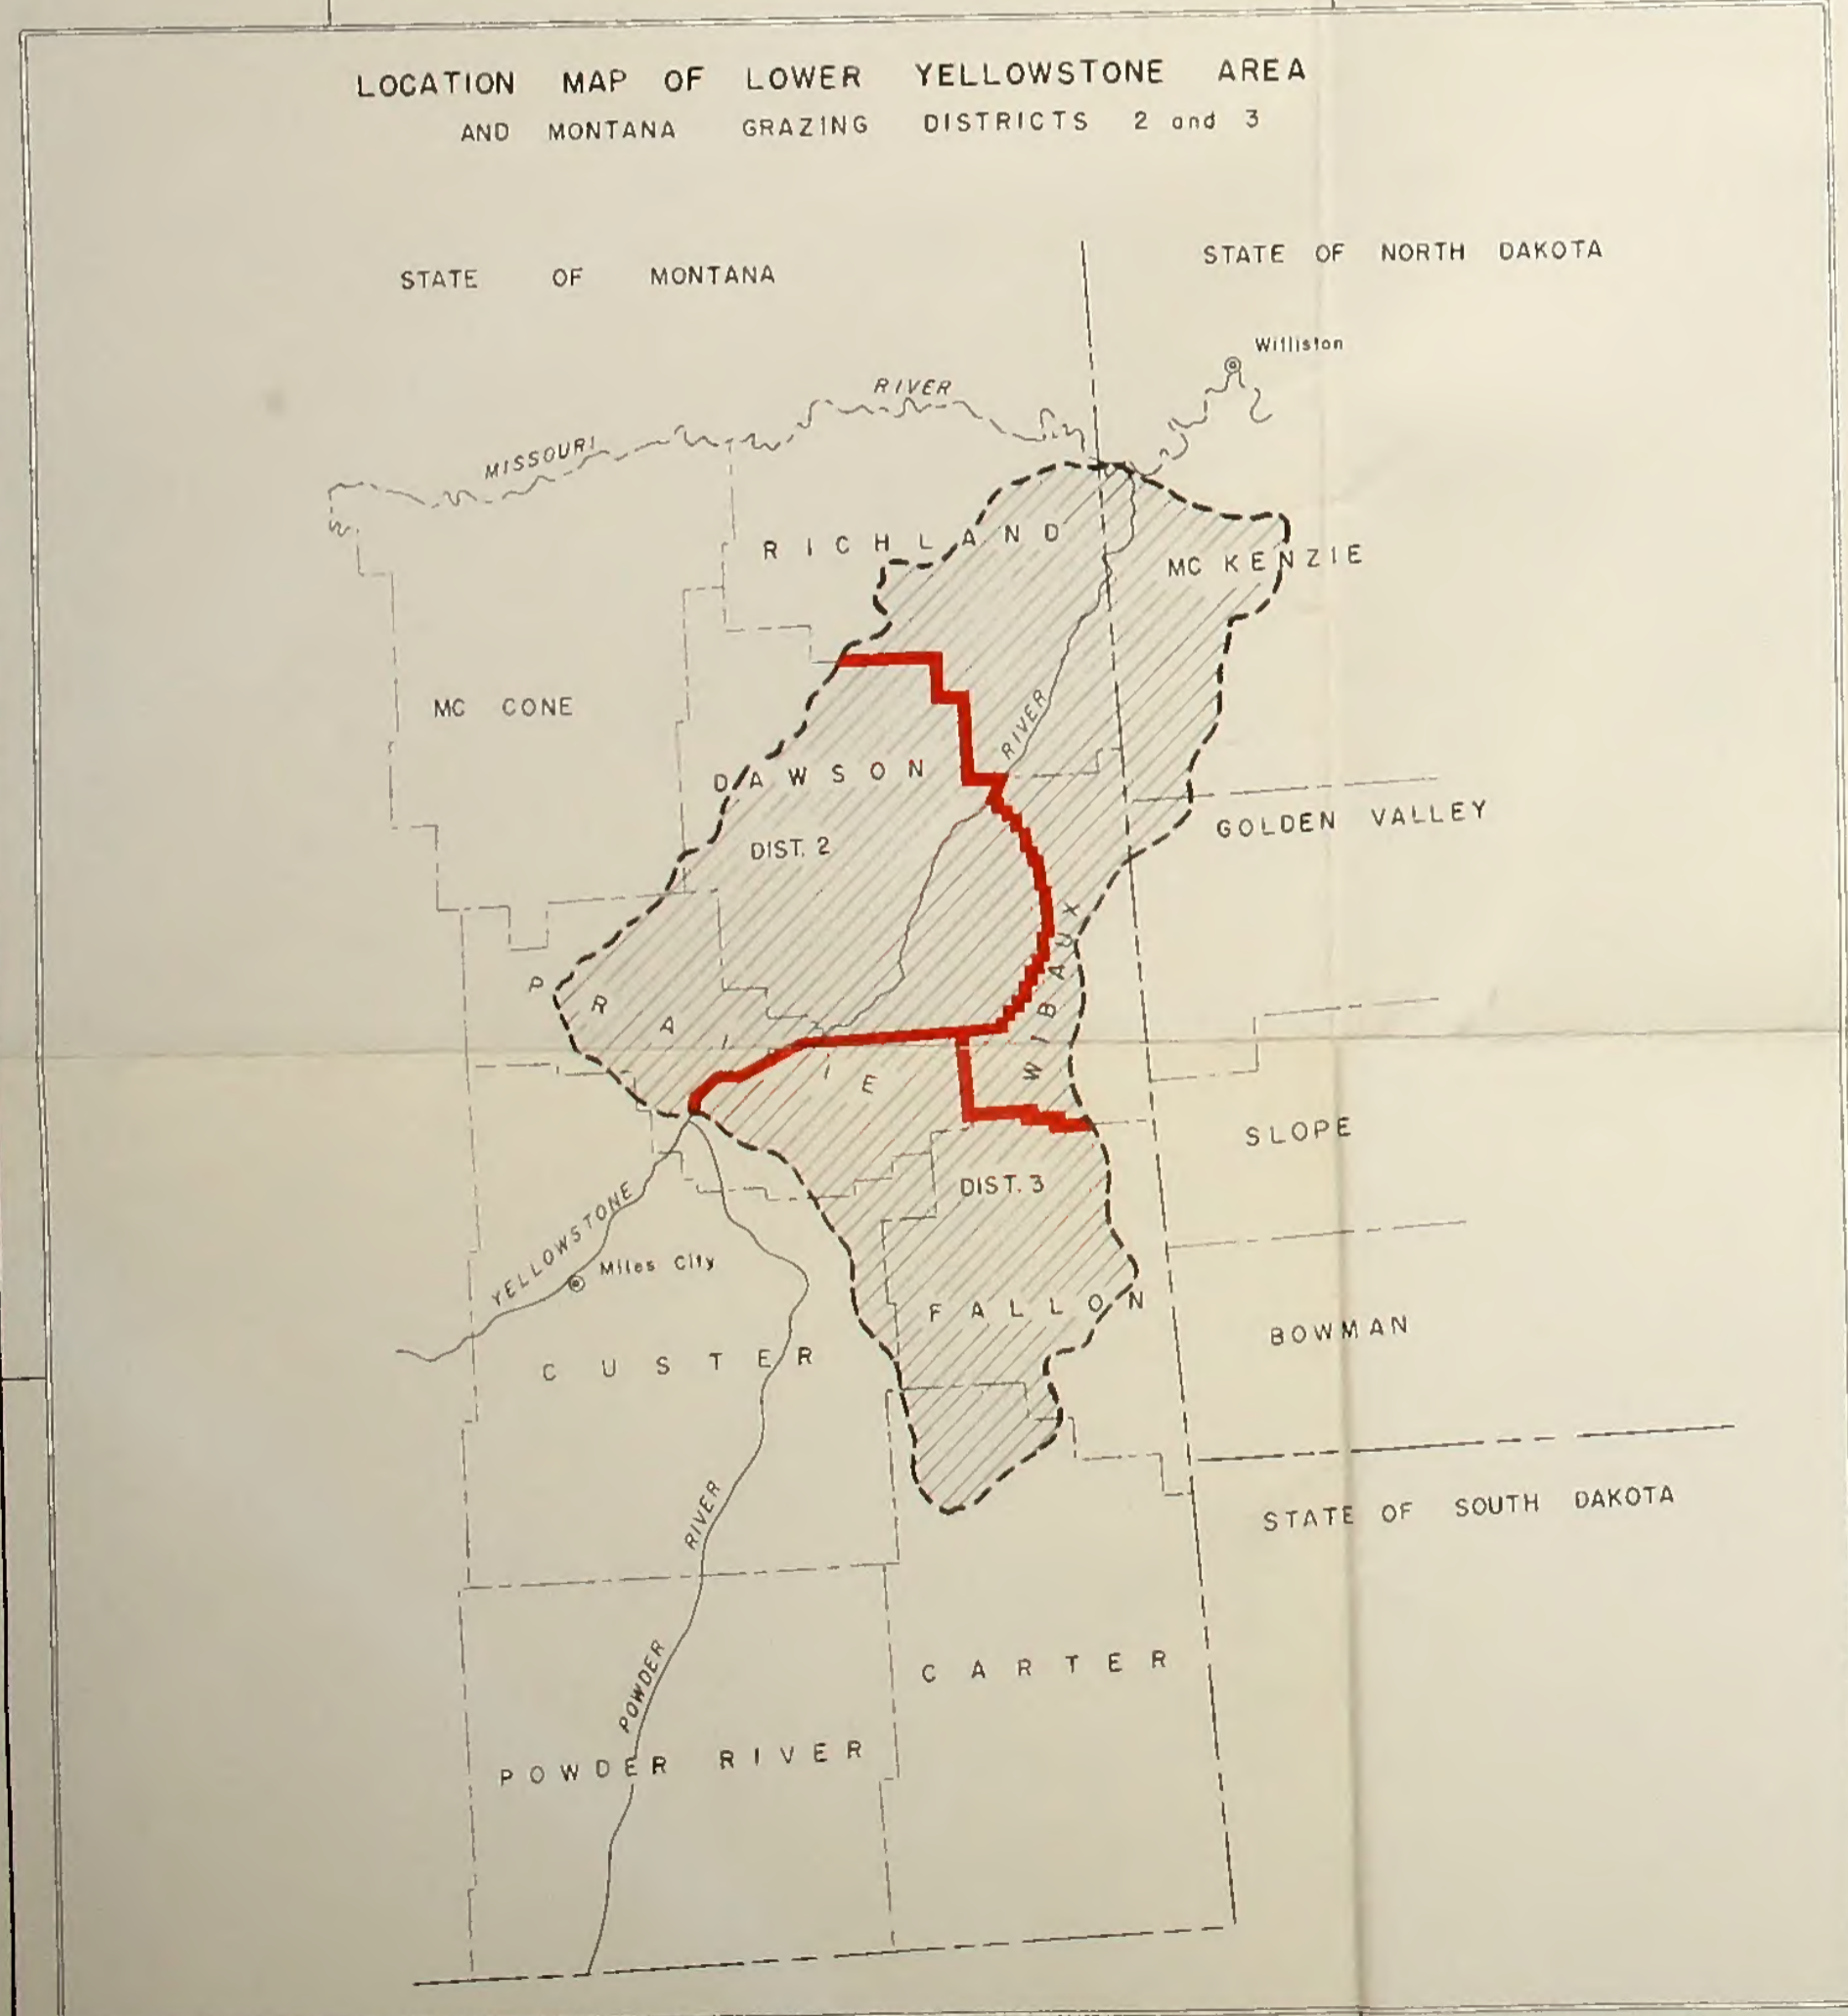 LOCATION MAP OF LOWER YELLOWSTONE AREA
AND MONTANA GRAZING DISTRICTS 2 and 3
STATE OF MONTANA
STATE OF NORTH DAKOTA
Williston
RIVER
MISSOURI
RICHLAND
MC KENZIE
MC CONE
RIVER
DAWSON
GOLDEN VALLEY
DIST. 2
WIBAUX
PRAIRIE
SLOPE
DIST. 3
YELLOWSTONE
Miles City
FALLON
BOWMAN
CUSTER
RIVER
STATE OF SOUTH DAKOTA
POWDER
CARTER
POWDER RIVER